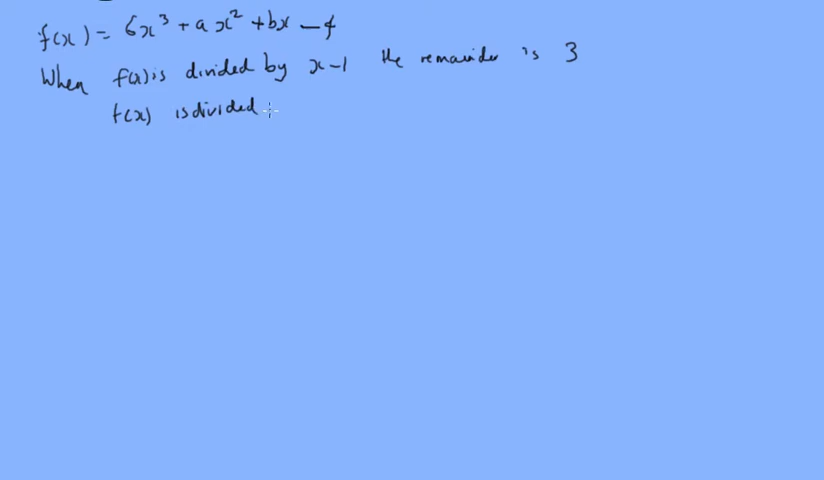 f(x) = 6x³ + ax² + bx - 4
When f(x) is divided by x-1 the remainder is 3
f(x) is divided